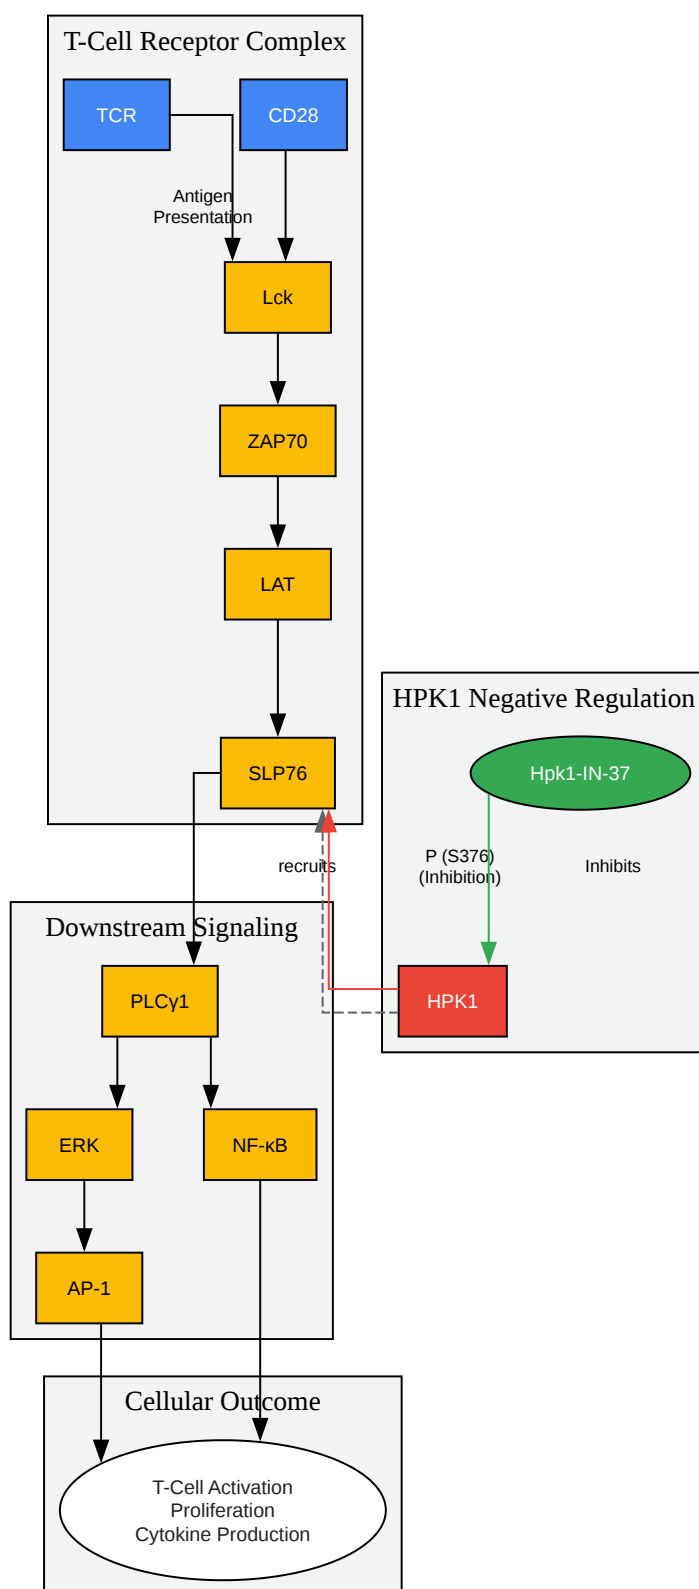 T-Cell Receptor Complex
TCR
CD28
Antigen
Presentation
Lck
ZAP70
LAT
SLP76
HPK1 Negative Regulation
Hpk1-IN-37
recruits
P (S376)
(Inhibition)
Inhibits
HPK1
Downstream Signaling
PLCγ1
ERK
NF-κB
AP-1
Cellular Outcome
T-Cell Activation
Proliferation
Cytokine Production